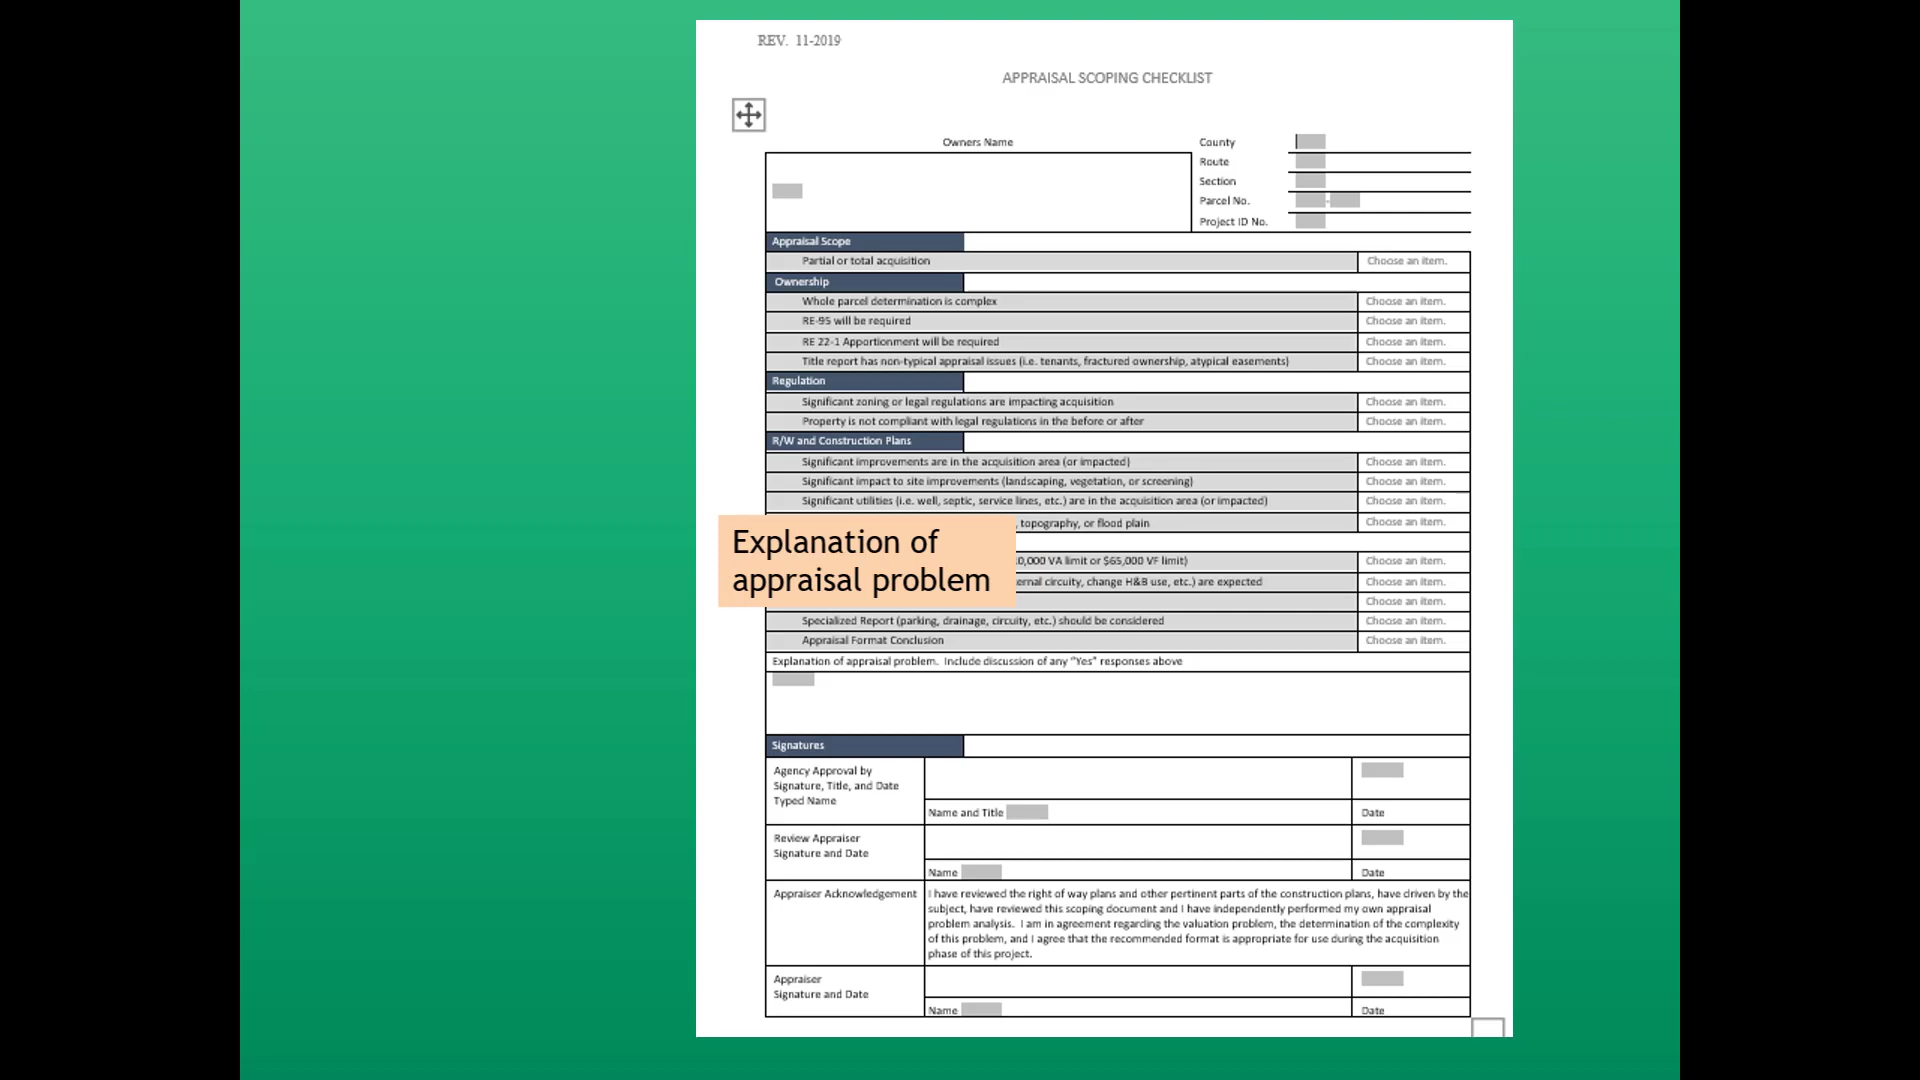 REV. 11-2019
APPRAISAL SCOPING CHECKLIST
Owners Name
County
Route
Section
Parcel No. -
Project ID No.
Appraisal Scope
Partial or total acquisition Choose an item.
Ownership
Whole parcel determination is complete Choose an item.
RE-95 will be required Choose an item.
RE 22-1 Apportionment will be required Choose an item.
Title report has non-typical appraisal issues (i.e. tenants, fractured ownership, atypical easements) Choose an item.
Regulation
Significant zoning or legal regulations are impacting acquisition Choose an item.
Property is not compliant with legal regulations in the before or after Choose an item.
R/W and Construction Plans
Significant improvements are in the acquisition area (or impacted) Choose an item.
Significant impact to site improvements (landscaping, vegetation, or screening) Choose an item.
Significant utilities (i.e. well, septic, service lines, etc.) are in the acquisition area (or impacted) Choose an item.
, topography, or flood plain Choose an item.
Explanation of
appraisal problem
0,000 VA limit or $65,000 VF limit) Choose an item.
circuity, change H&B use, etc.) are expected Choose an item.
Choose an item.
Specialized Report (parking, drainage, circuity, etc.) should be considered Choose an item.
Appraisal Format Conclusion Choose an item.
Explanation of appraisal problem. Include discussion of any "Yes" responses above
Signatures
Agency Approval by
Signature, Title, and Date
Typed Name
Name and Title Date
Review Appraiser
Signature and Date
Name Date
Appraiser Acknowledgement
I have reviewed the right of way plans and other pertinent parts of the construction plans, have driven by the
subject, have reviewed this scoping document and I have independently performed my own appraisal
problem analysis. I am in agreement regarding the valuation problem, the determination of the complexity
of this problem, and I agree that the recommended format is appropriate for use during the acquisition
phase of this project.
Appraiser
Signature and Date
Name Date